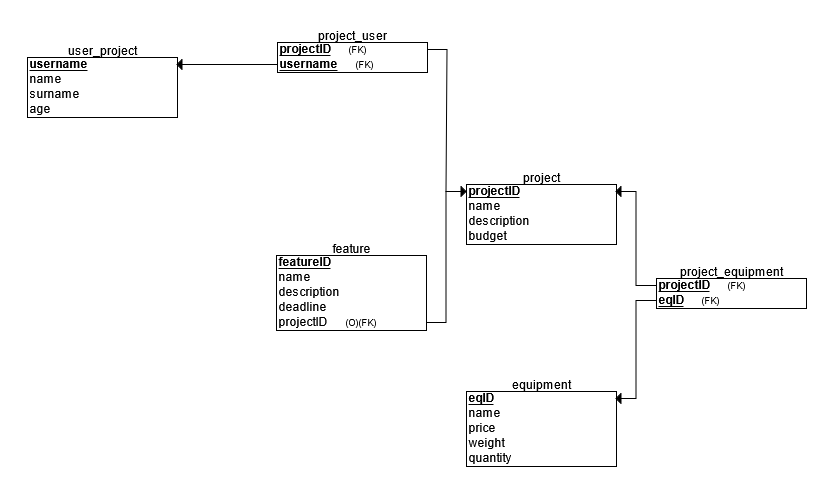 project_user
projectID (FK)
username (FK)
user_project
username
name
surname
age
project
projectID
name
description
budget
feature
featureID
name
description
deadline
projectID (O)(FK)
project_equipment
projectID (FK)
eqID (FK)
equipment
eqID
name
price
weight
quantity